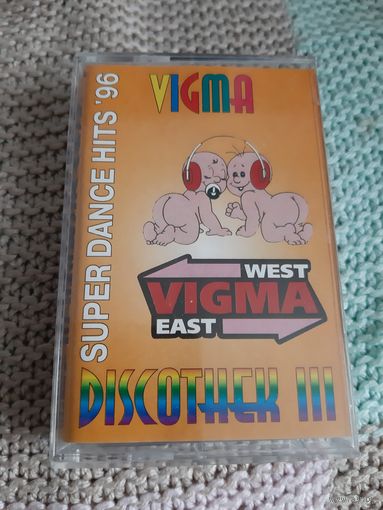 SUPER DANCE HITS '96
VIGMA
WEST
VIGMA
EAST
DISCOTHEK III